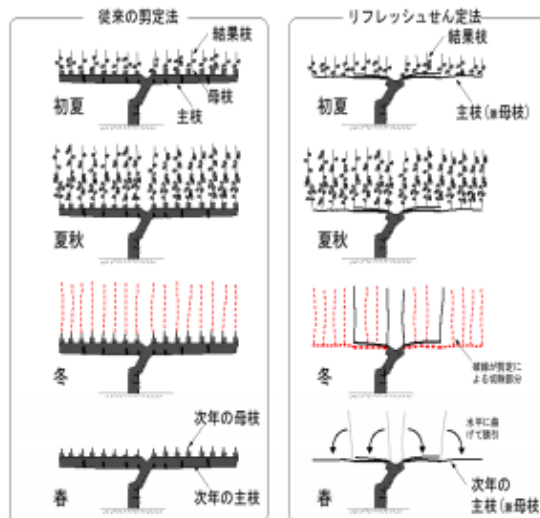 従来の剪定法
結果枝
母枝
主枝
初夏
夏秋
冬
次年の母枝
次年の主枝
春
リフレッシュせん定法
結果枝
主枝(兼母枝)
初夏
夏秋
破線が剪定に
よる切除部分
冬
水平に曲
げて誘引
次年の
主枝(兼母枝)
春